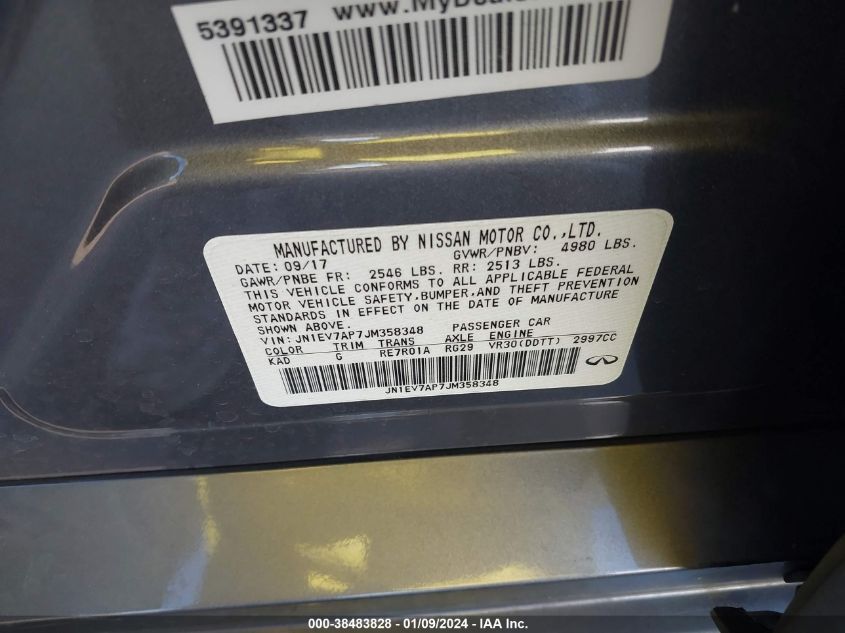 5391337
MANUFACTURED BY NISSAN MOTOR CO.,LTD.
DATE: 09/17 GVWR/PNBV: 4980 LBS.
GAWR/PNBE FR: 2546 LBS. RR: 2513 LBS.
THIS VEHICLE CONFORMS TO ALL APPLICABLE FEDERAL
MOTOR VEHICLE SAFETY,BUMPER,AND THEFT PREVENTION
STANDARDS IN EFFECT ON THE DATE OF MANUFACTURE
SHOWN ABOVE.
VIN: JN1EV7AP7JM358348 PASSENGER CAR
COLOR TRIM TRANS AXLE ENGINE
KAD G RE7R01A RG29 VR30(DDTT) 2997CC
JN1EV7AP7JM358348
000-38483828 - 01/09/2024 - IAA Inc.